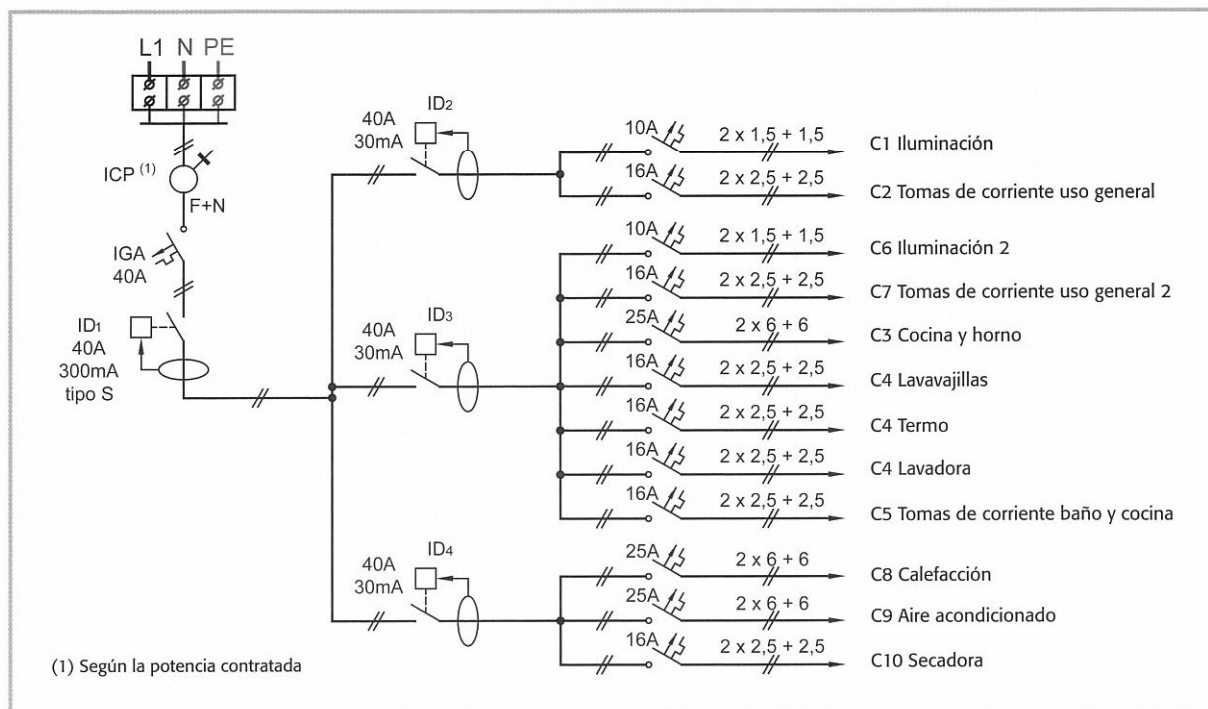 L1 N PE
ICP (1)
F+N
IGA
40A
ID1
40A
300mA
tipo S
40A
30mA
ID2
10A 2 x 1,5 + 1,5 C1 Iluminación
16A 2 x 2,5 + 2,5 C2 Tomas de corriente uso general
40A
30mA
ID3
10A 2 x 1,5 + 1,5 C6 Iluminación 2
16A 2 x 2,5 + 2,5 C7 Tomas de corriente uso general 2
25A 2 x 6 + 6 C3 Cocina y horno
16A 2 x 2,5 + 2,5 C4 Lavavajillas
16A 2 x 2,5 + 2,5 C4 Termo
16A 2 x 2,5 + 2,5 C4 Lavadora
16A 2 x 2,5 + 2,5 C5 Tomas de corriente baño y cocina
40A
30mA
ID4
25A 2 x 6 + 6 C8 Calefacción
25A 2 x 6 + 6 C9 Aire acondicionado
16A 2 x 2,5 + 2,5 C10 Secadora
(1) Según la potencia contratada